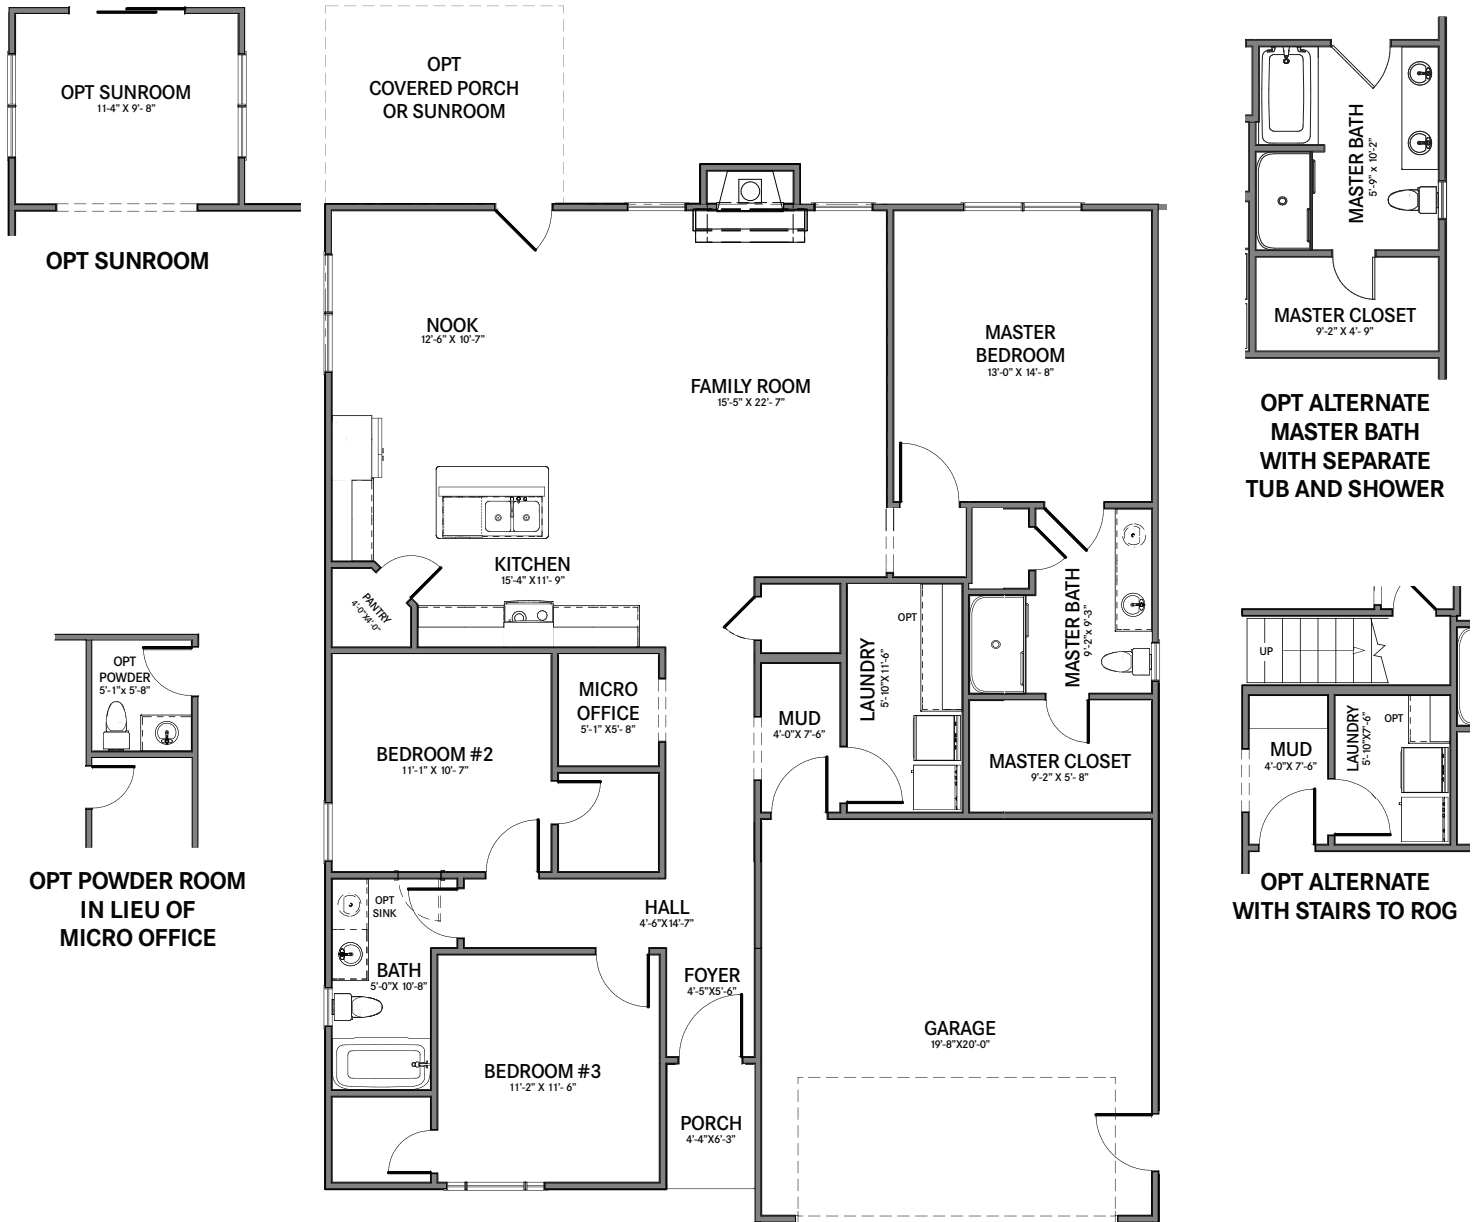 OPT SUNROOM
11-4" X 9'- 8"
OPT SUNROOM
OPT
COVERED PORCH
OR SUNROOM
NOOK
12'-6" X 10'-7"
FAMILY ROOM
15'-5" X 22'- 7"
MASTER
BEDROOM
13'-0" X 14'- 8"
KITCHEN
15'-4" X11'- 9"
PANTRY
4'-0"X4'-0"
MICRO
OFFICE
5'-1" X5'- 8"
BEDROOM #2
11'-1" X 10'- 7"
MUD
4'-0"X 7'-6"
LAUNDRY
5'-10"X11'-6"
OPT
MASTER BATH
9'-2"x 9'-3"
MASTER CLOSET
9'-2" X 5'- 8"
OPT
SINK
BATH
5'-0"X 10'-8"
HALL
4'-6"X14'-7"
FOYER
4'-5"X5'-6"
BEDROOM #3
11'-2" X 11'- 6"
PORCH
4'-4"X6'-3"
GARAGE
19'-8"X20'-0"
OPT
POWDER
5'-1"x 5'-8"
OPT POWDER ROOM
IN LIEU OF
MICRO OFFICE
MASTER BATH
5'-9" x 10'-2"
MASTER CLOSET
9'-2" X 4'- 9"
OPT ALTERNATE
MASTER BATH
WITH SEPARATE
TUB AND SHOWER
UP
MUD
4'-0"X 7'-6"
LAUNDRY
5'-10"X7'-6"
OPT
OPT ALTERNATE
WITH STAIRS TO ROG